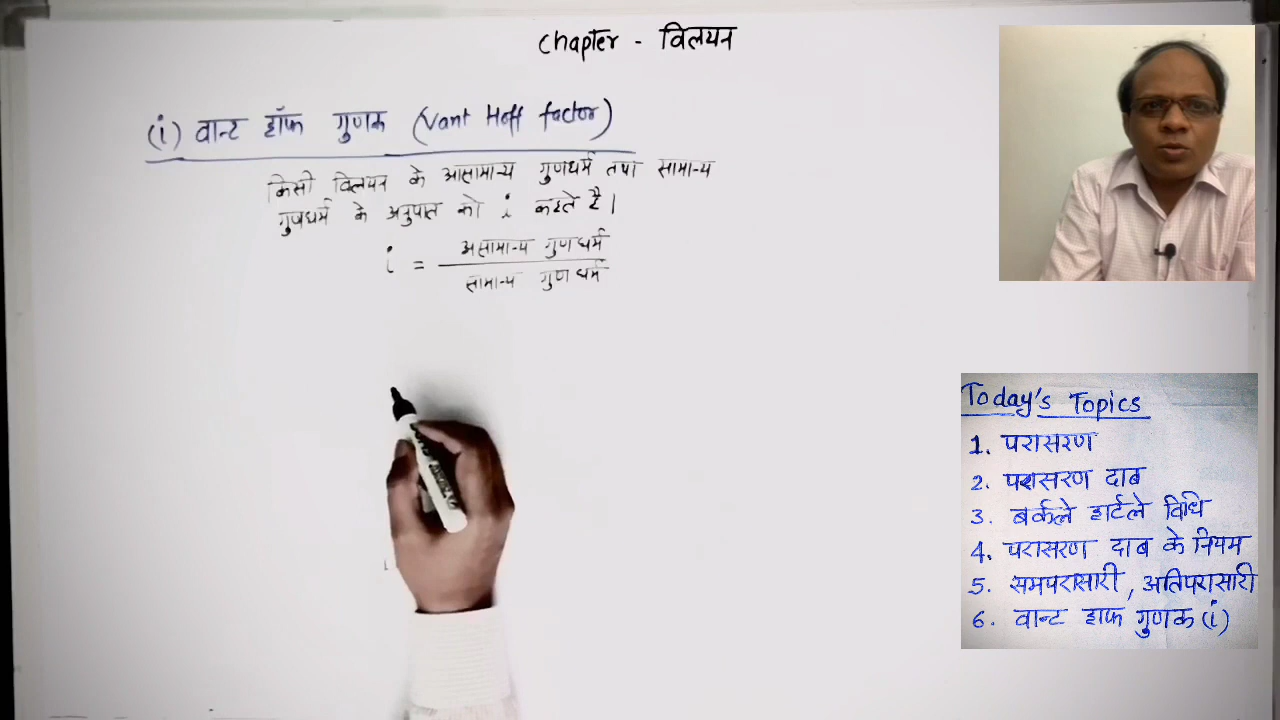 Chapter - विलयन
(i) वान्ट हॉफ गुणक (Vant Hoff factor)
किसी विलयन के आसामान्य गुणधर्म तथा सामान्य
गुणधर्म के अनुपात को i कहते है।
i = असामान्य गुणधर्म
सामान्य गुणधर्म
Today's Topics
1. परासरण
2. परासरण दाब
3. बर्कले हार्टले विधि
4. परासरण दाब के नियम
5. समपरासारी, अतिपरासारी
6. वान्ट हाफ गुणक (i)